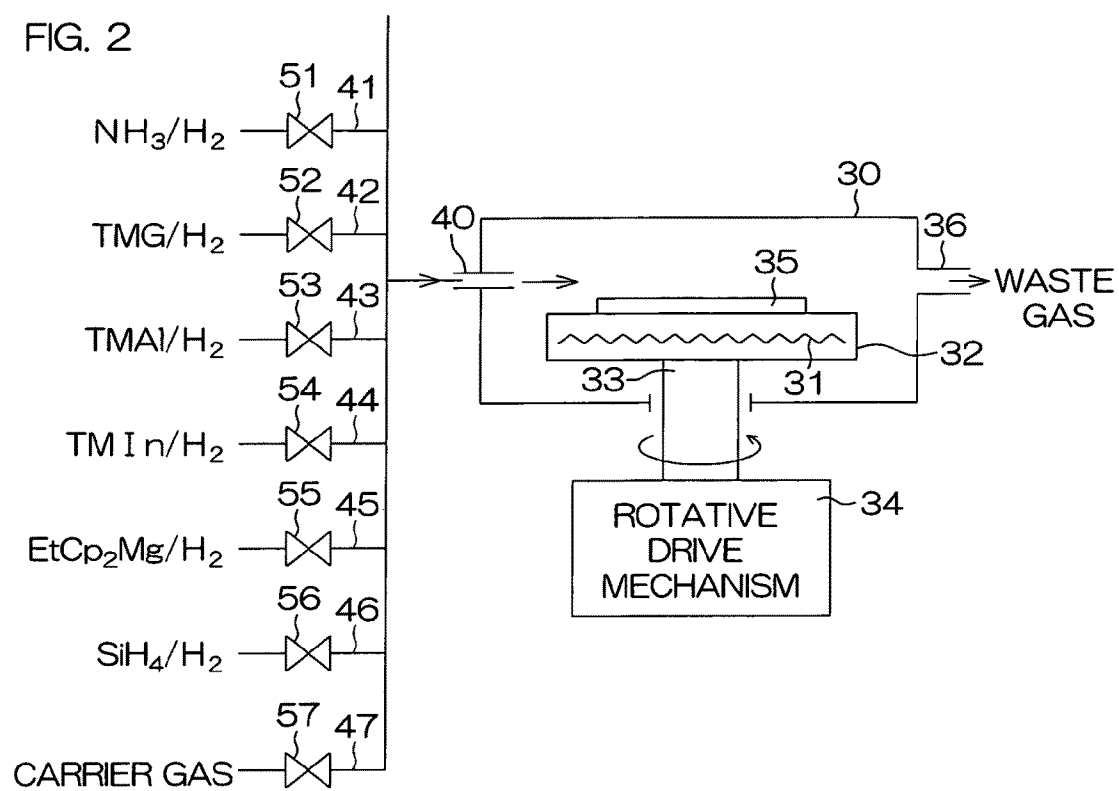 FIG. 2
51
41
NH₃/H₂
52
42
TMG/H₂
53
43
TMAl/H₂
54
44
TMIn/H₂
55
45
EtCp₂Mg/H₂
56
46
SiH₄/H₂
57
47
CARRIER GAS
40
30
36
35
WASTE
GAS
33
31
32
34
ROTATIVE
DRIVE
MECHANISM